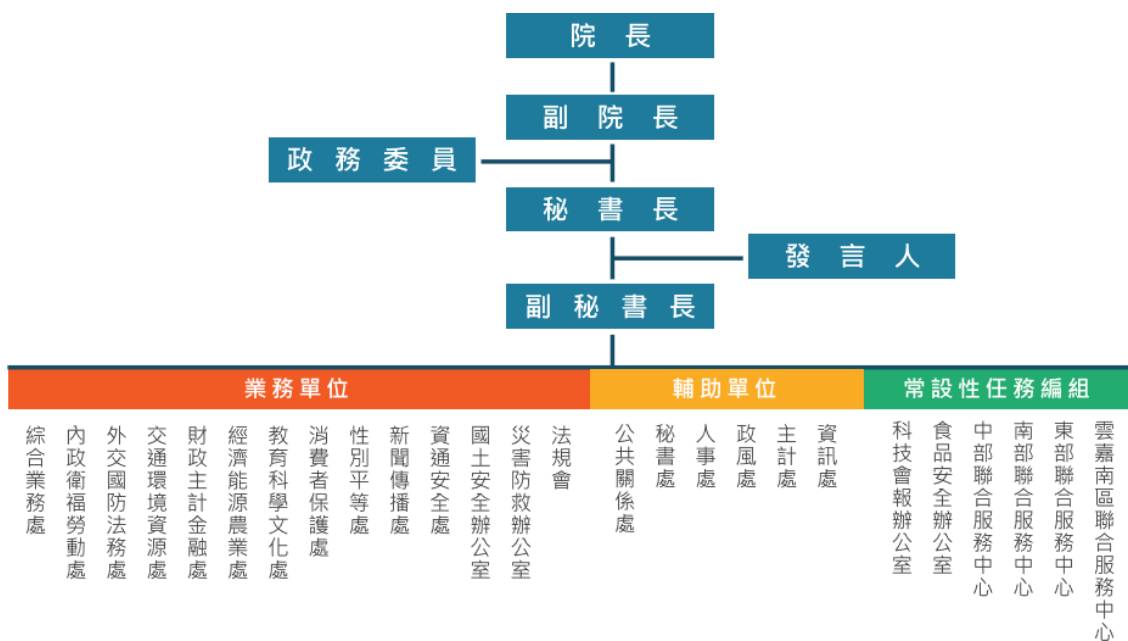 院長
副院長
政務委員
秘書長
發言人
副秘書長
業務單位
輔助單位
常設性任務編組
綜合業務處
內政衛福勞動處
外交國防法務處
交通環境資源處
財政主計金融處
經濟能源農業處
教育科學文化處
消費者保護處
性別平等處
新聞傳播處
資通安全處
國土安全辦公室
災害防救辦公室
法規會
公共關係處
秘書處
人事處
政風處
主計處
資訊處
科技會報辦公室
食品安全辦公室
中部聯合服務中心
南部聯合服務中心
東部聯合服務中心
雲嘉南區聯合服務中心